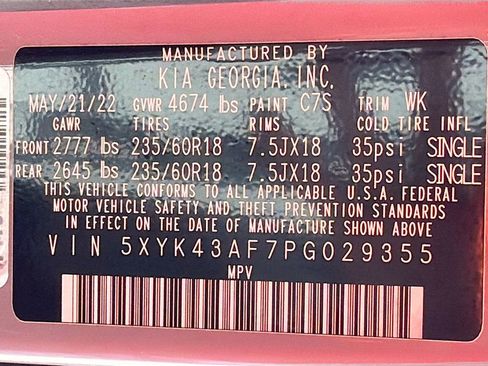 MANUFACTURED BY
KIA GEORGIA, INC.
MAY/21/22 GVWR 4674 lbs PAINT C7S TRIM WK
GAWR TIRES RIMS COLD TIRE INFL
FRONT 2777 lbs 235/60R18 7.5JX18 35psi SINGLE
REAR 2645 lbs 235/60R18 7.5JX18 35psi SINGLE
THIS VEHICLE CONFORMS TO ALL APPLICABLE U.S.A. FEDERAL
MOTOR VEHICLE SAFETY AND THEFT PREVENTION STANDARDS
IN EFFECT ON THE DATE OF MANUFACTURE SHOWN ABOVE
VIN 5XYK43AF7PG029355
MPV